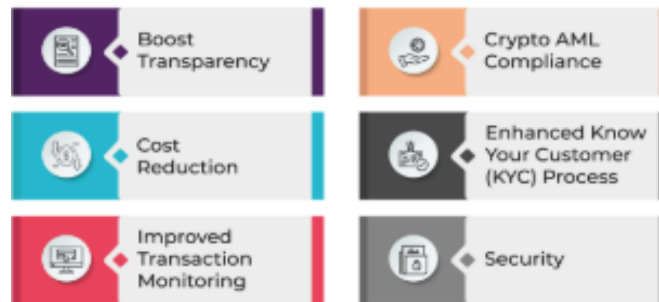 Boost
Transparency
Crypto AML
Compliance
Cost
Reduction
Enhanced Know
Your Customer
(KYC) Process
Improved
Transaction
Monitoring
Security